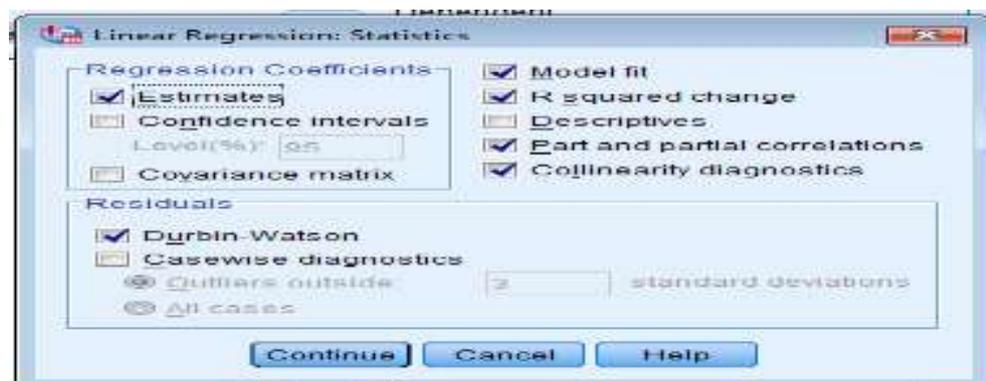 Dependent
Linear Regression: Statistics
Regression Coefficients
Estimates
Confidence intervals
Level(%): 95
Covariance matrix
Model fit
R squared change
Descriptives
Part and partial correlations
Collinearity diagnostics
Residuals
Durbin-Watson
Casewise diagnostics
Outliers outside: standard deviations
All cases
Continue Cancel Help